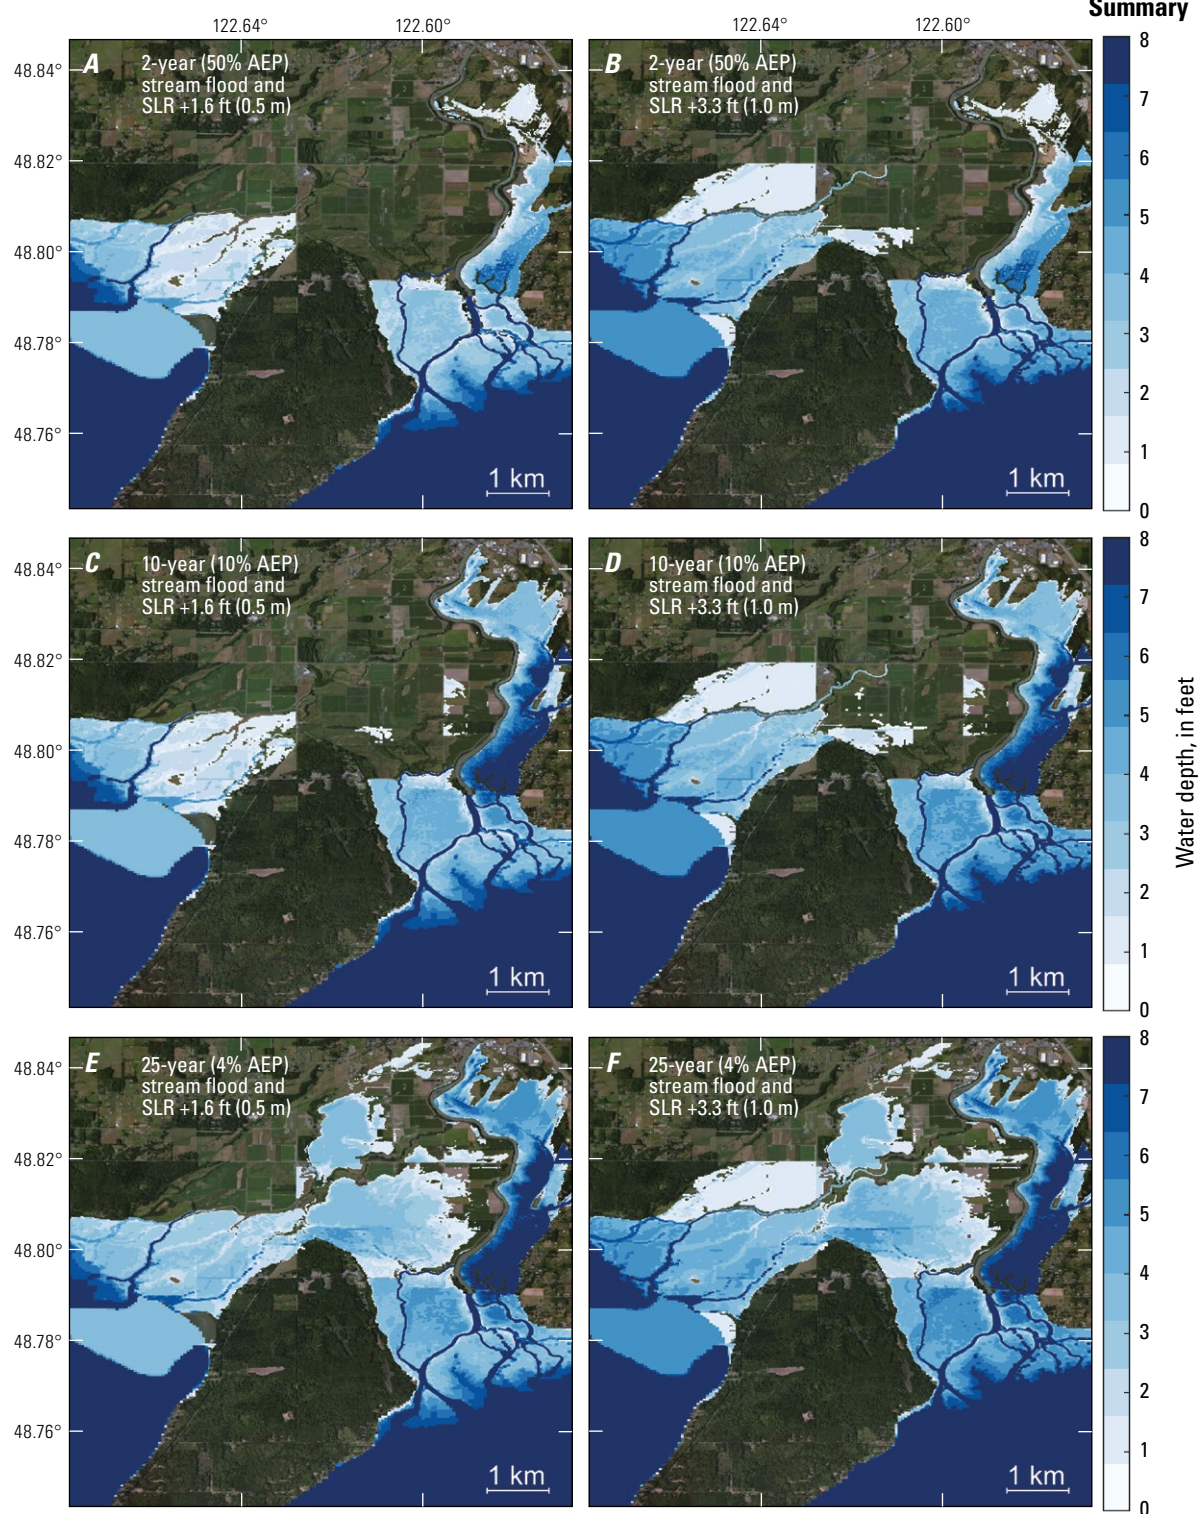 Summary
122.64° 122.60° 122.64° 122.60°
A 2-year (50% AEP)
stream flood and
SLR +1.6 ft (0.5 m)
B 2-year (50% AEP)
stream flood and
SLR +3.3 ft (1.0 m)
48.84°
48.82°
48.80°
48.78°
48.76°
1 km
1 km
8
7
6
5
4
3
2
1
0
C 10-year (10% AEP)
stream flood and
SLR +1.6 ft (0.5 m)
D 10-year (10% AEP)
stream flood and
SLR +3.3 ft (1.0 m)
48.84°
48.82°
48.80°
48.78°
48.76°
1 km
1 km
8
7
6
5
4
3
2
1
0
Water depth, in feet
E 25-year (4% AEP)
stream flood and
SLR +1.6 ft (0.5 m)
F 25-year (4% AEP)
stream flood and
SLR +3.3 ft (1.0 m)
48.84°
48.82°
48.80°
48.78°
48.76°
1 km
1 km
8
7
6
5
4
3
2
1
0